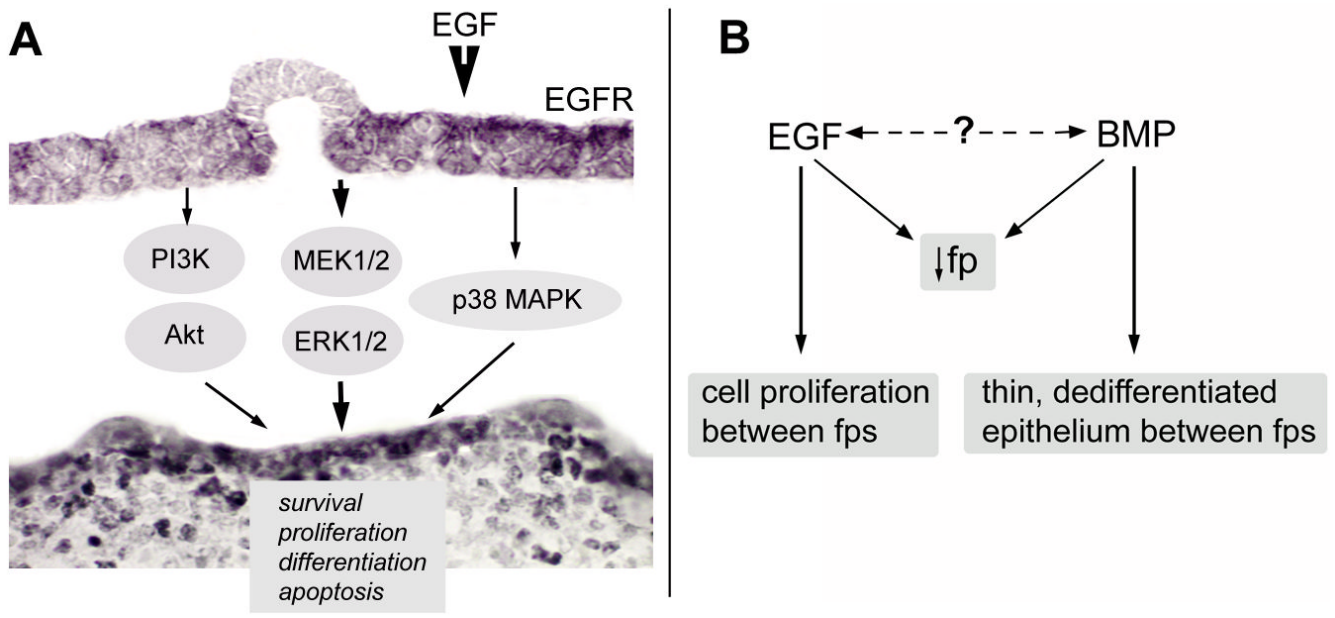 A
EGF
EGFR
PI3K
MEK1/2
p38 MAPK
Akt
ERK1/2
survival
proliferation
differentiation
apoptosis
B
EGF
?
BMP
↓fp
cell proliferation
between fps
thin, dedifferentiated
epithelium between fps